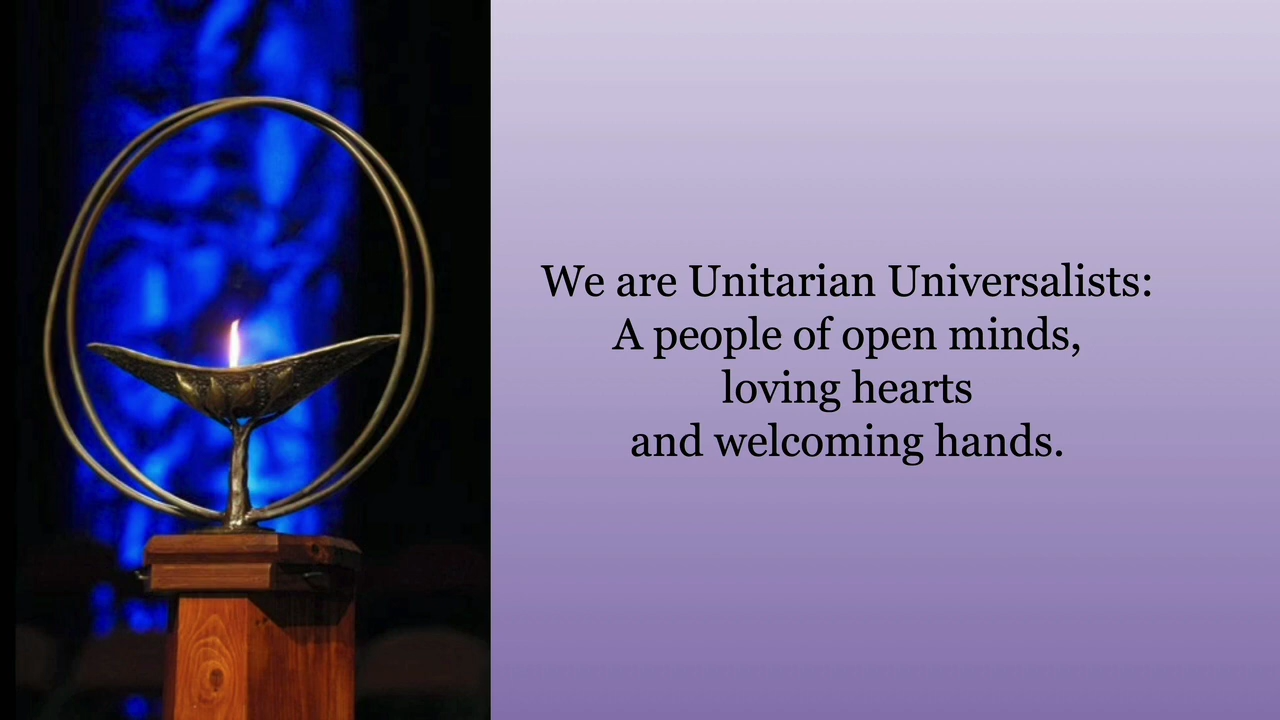 We are Unitarian Universalists:
A people of open minds,
loving hearts
and welcoming hands.